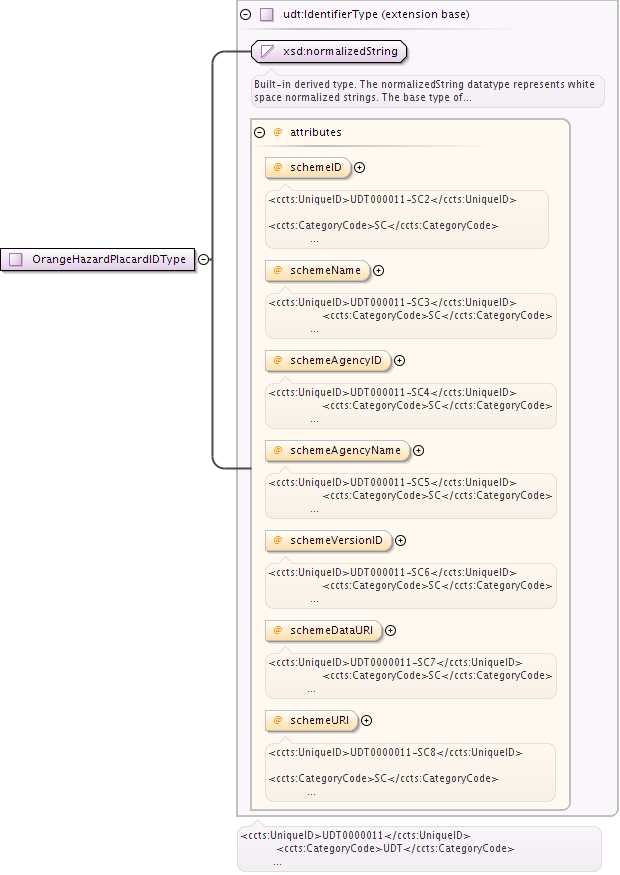 udt:IdentifierType (extension base)
xsd:normalizedString
Built-in derived type. The normalizedString datatype represents white
space normalized strings. The base type of...
@ attributes
@ schemeID
<ccts:UniqueID>UDT000011-SC2</ccts:UniqueID>
<ccts:CategoryCode>SC</ccts:CategoryCode>
...
OrangeHazardPlacardIDType
@ schemeName
<ccts:UniqueID>UDT000011-SC3</ccts:UniqueID>
<ccts:CategoryCode>SC</ccts:CategoryCode>
...
@ schemeAgencyID
<ccts:UniqueID>UDT000011-SC4</ccts:UniqueID>
<ccts:CategoryCode>SC</ccts:CategoryCode>
...
@ schemeAgencyName
<ccts:UniqueID>UDT000011-SC5</ccts:UniqueID>
<ccts:CategoryCode>SC</ccts:CategoryCode>
...
@ schemeVersionID
<ccts:UniqueID>UDT000011-SC6</ccts:UniqueID>
<ccts:CategoryCode>SC</ccts:CategoryCode>
...
@ schemeDataURI
<ccts:UniqueID>UDT0000011-SC7</ccts:UniqueID>
<ccts:CategoryCode>SC</ccts:CategoryCode>
...
@ schemeURI
<ccts:UniqueID>UDT0000011-SC8</ccts:UniqueID>
<ccts:CategoryCode>SC</ccts:CategoryCode>
...
<ccts:UniqueID>UDT0000011</ccts:UniqueID>
<ccts:CategoryCode>UDT</ccts:CategoryCode>
...